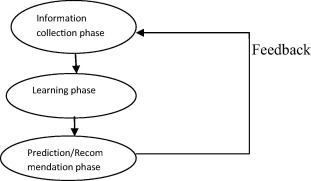 Information
collection phase
Feedback
Learning phase
Prediction/Recom
mendation phase